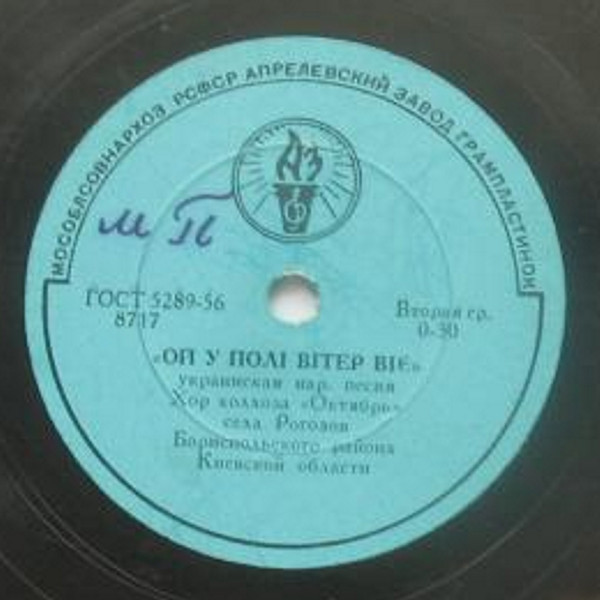 МОСОБЛСОВНАРХОЗ РСФСР АПРЕЛЕВСКИЙ ЗАВОД ГРАМПЛАСТИНОК
АЗ
м Тв
ГОСТ 5289-56
8717
Вторая гр.
0-30
«ОЙ У ПОЛІ ВІТЕР ВІЄ»
украинская нар. песня
Хор колхоза «Октябрь»
села Рогозов
Бориспольского района
Киевской области